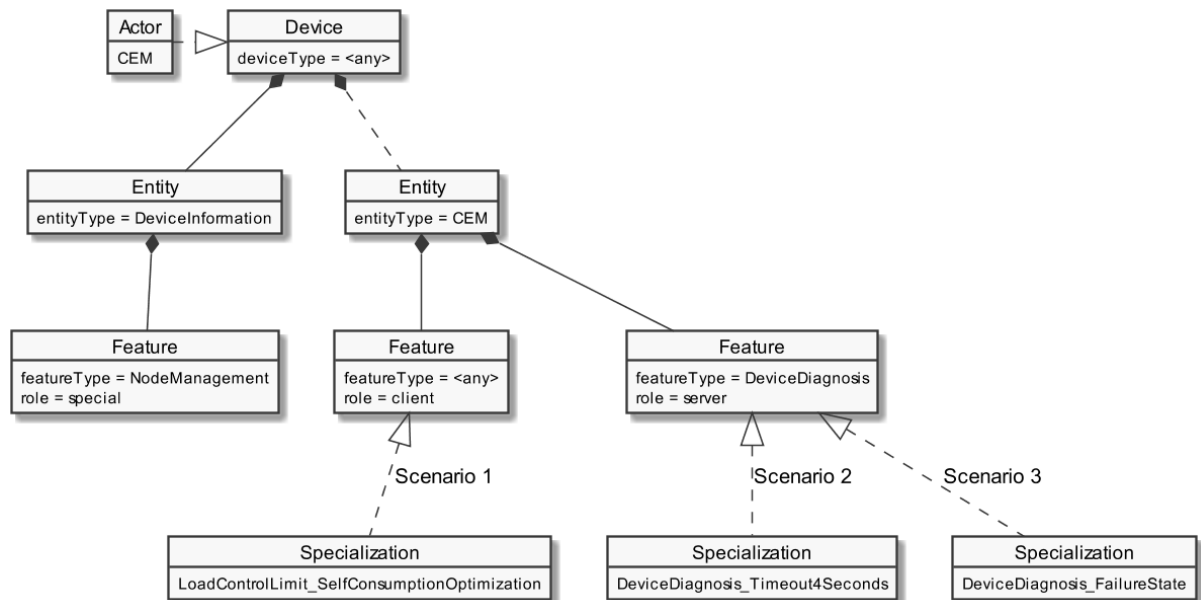 Actor
CEM
Device
deviceType = <any>
Entity
entityType = DeviceInformation
Entity
entityType = CEM
Feature
featureType = NodeManagement
role = special
Feature
featureType = <any>
role = client
Feature
featureType = DeviceDiagnosis
role = server
Scenario 1
Scenario 2
Scenario 3
Specialization
LoadControlLimit_SelfConsumptionOptimization
Specialization
DeviceDiagnosis_Timeout4Seconds
Specialization
DeviceDiagnosis_FailureState